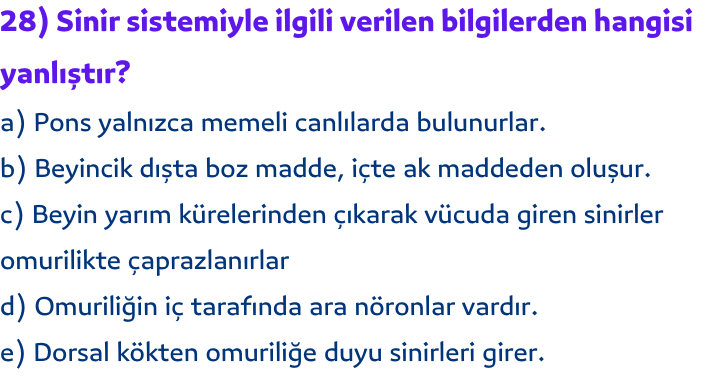 28) Sinir sistemiyle ilgili verilen bilgilerden hangisi
yanlıştır?
a) Pons yalnızca memeli canlılarda bulunurlar.
b) Beyincik dışta boz madde, içte ak maddeden oluşur.
c) Beyin yarım kürelerinden çıkarak vücuda giren sinirler
omurilikte çaprazlanırlar
d) Omuriliğin iç tarafında ara nöronlar vardır.
e) Dorsal kökten omuriliğe duyu sinirleri girer.